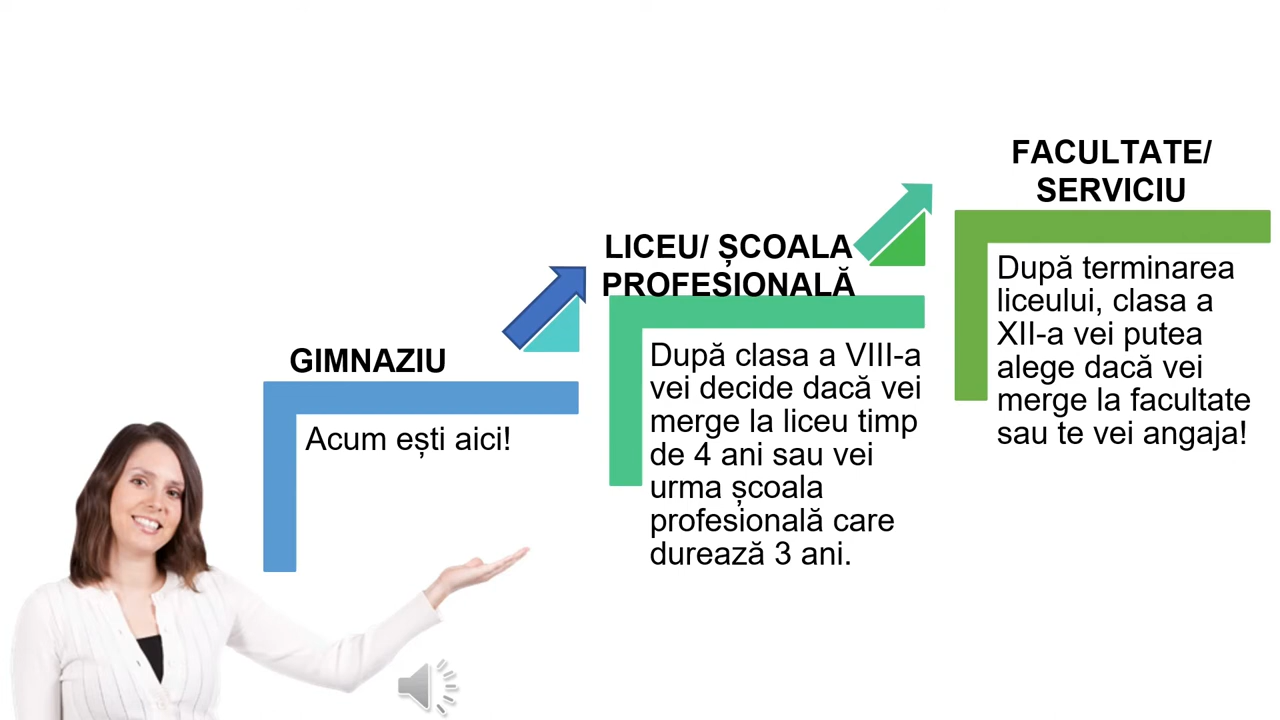 GIMNAZIU
Acum ești aici!
LICEU/ ȘCOALA
PROFESIONALĂ
După clasa a VIII-a
vei decide dacă vei
merge la liceu timp
de 4 ani sau vei
urma școala
profesională care
durează 3 ani.
FACULTATE/
SERVICIU
După terminarea
liceului, clasa a
XII-a vei putea
alege dacă vei
merge la facultate
sau te vei angaja!